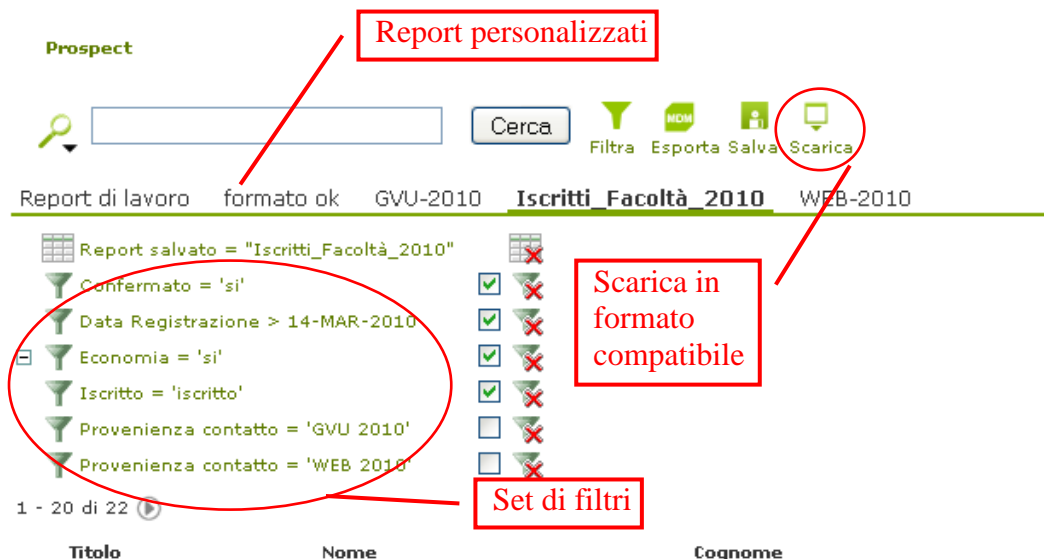 Report personalizzati
Prospect
Cerca
Filtra
MDM
Esporta
Salva
Scarica
Report di lavoro formato ok GVU-2010 Iscritti_Facoltà_2010 WEB-2010
Report salvato = "Iscritti_Facoltà_2010"
Confermato = 'si'
Data Registrazione > 14-MAR-2010
Economia = 'si'
Iscritto = 'iscritto'
Provenienza contatto = 'GVU 2010'
Provenienza contatto = 'WEB 2010'
Scarica in
formato
compatibile
Set di filtri
1 - 20 di 22
Titolo Nome Cognome